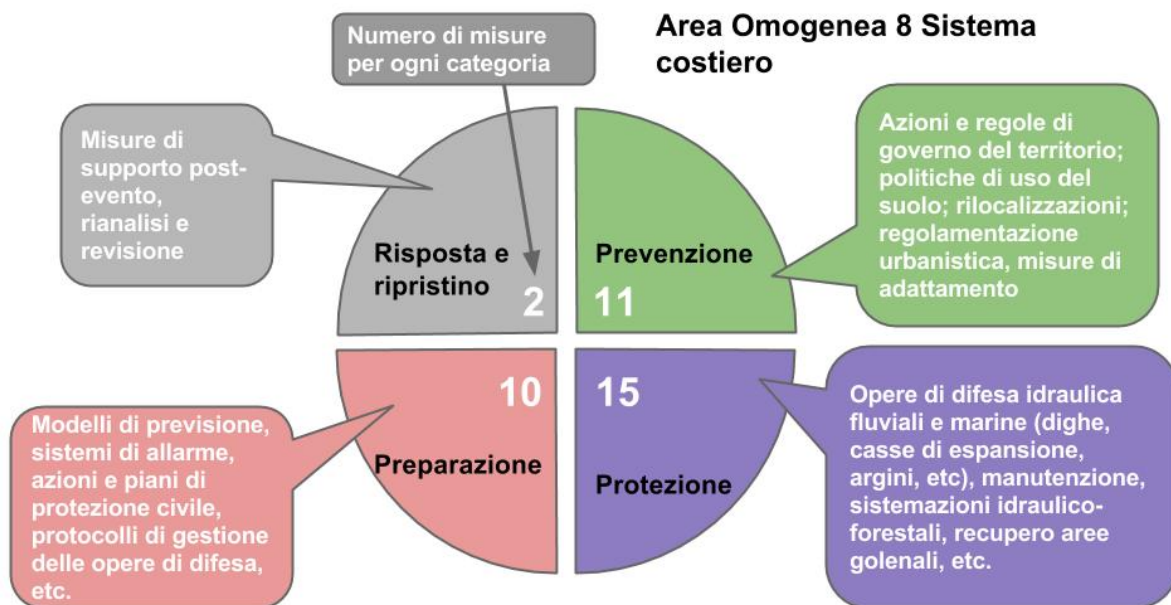 Area Omogenea 8 Sistema
costiero
Numero di misure
per ogni categoria
Misure di
supporto post-
evento,
rianalisi e
revisione
Risposta e
ripristino
2
Prevenzione
11
Azioni e regole di
governo del territorio;
politiche di uso del
suolo; rilocalizzazioni;
regolamentazione
urbanistica, misure di
adattamento
Modelli di previsione,
sistemi di allarme,
azioni e piani di
protezione civile,
protocolli di gestione
delle opere di difesa,
etc.
10
Preparazione
15
Protezione
Opere di difesa idraulica
fluviali e marine (dighe,
casse di espansione,
argini, etc), manutenzione,
sistemazioni idraulico-
forestali, recupero aree
golenali, etc.